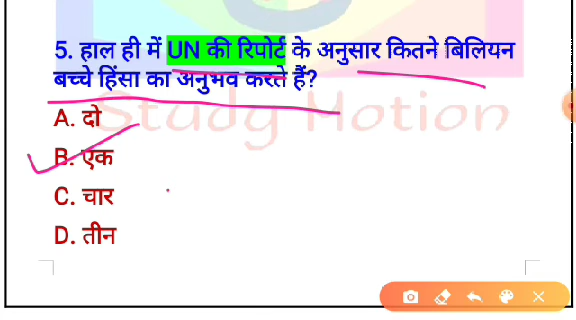 5. हाल ही में UN की रिपोर्ट के अनुसार कितने बिलियन
बच्चे हिंसा का अनुभव करते हैं?
Study Motion
A. दो
B. एक
C. चार
D. तीन